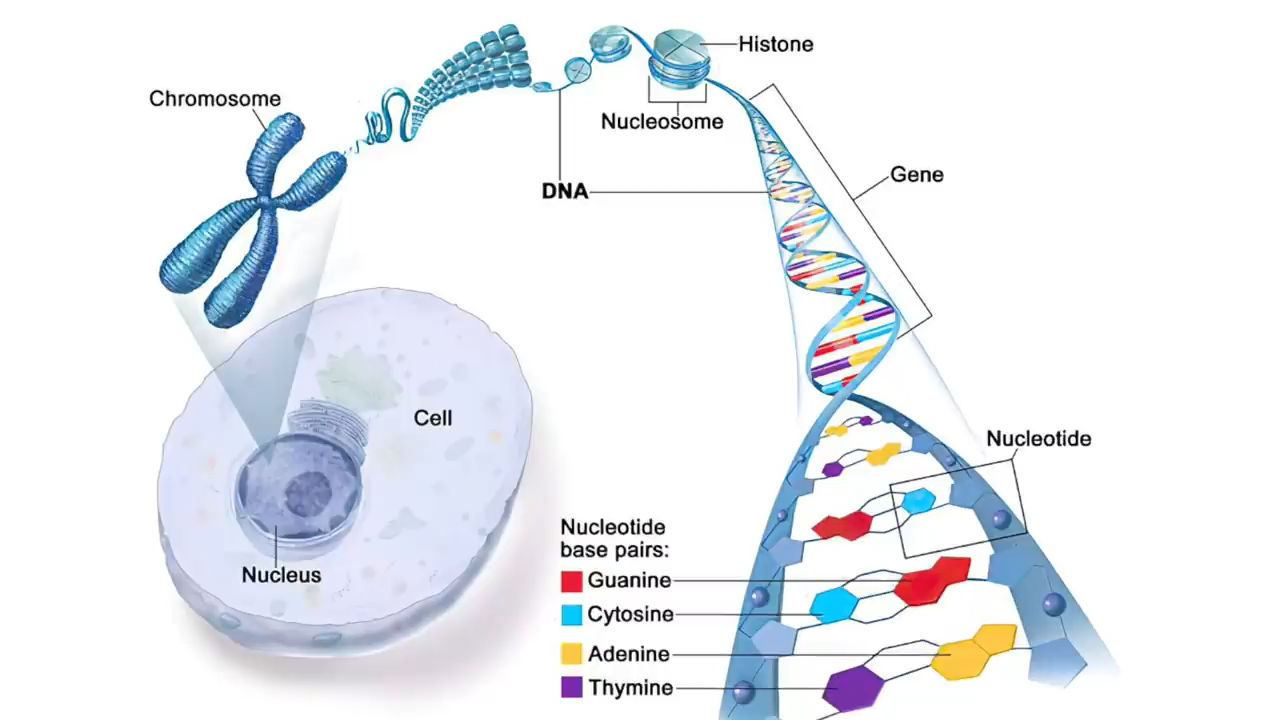 Histone
Chromosome
Nucleosome
Gene
DNA
Cell
Nucleotide
Nucleus
Nucleotide
base pairs:
Guanine
Cytosine
Adenine
Thymine